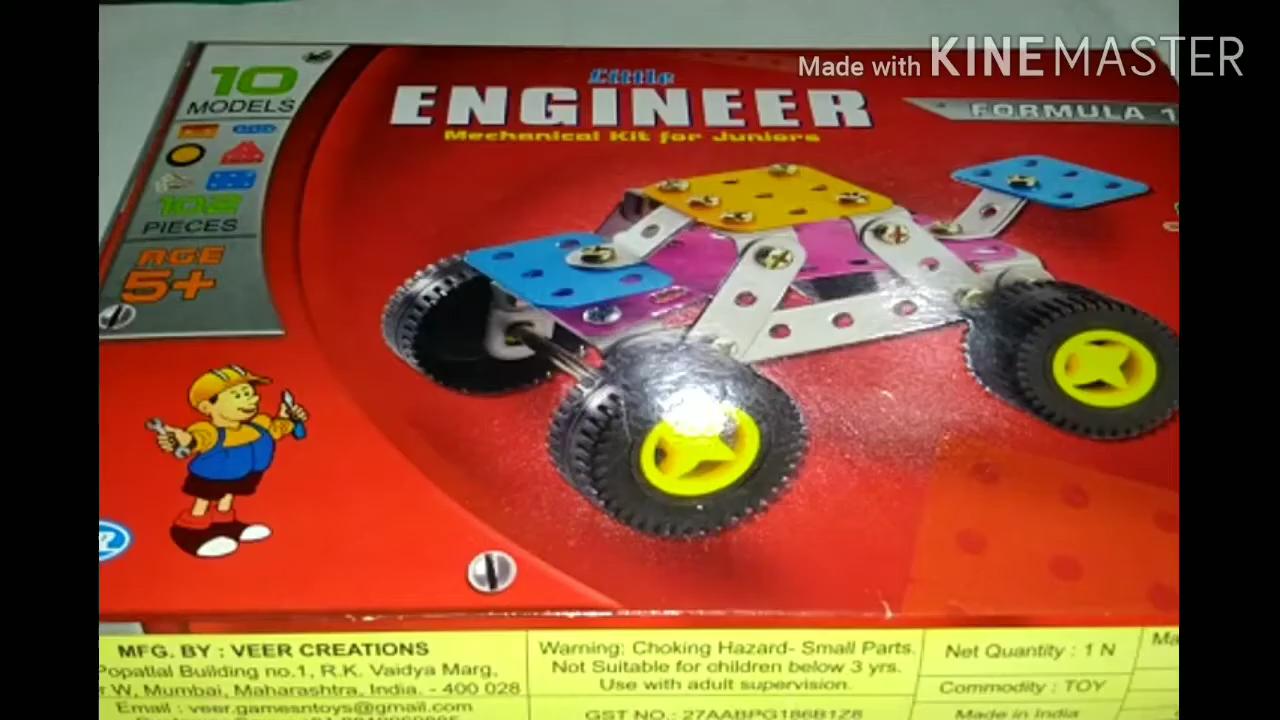 Made with KINEMASTER
10
MODELS
102
PIECES
AGE
5+
Little
ENGINEER
Mechanical Kit for Juniors
FORMULA 1
MFG. BY : VEER CREATIONS
Popatlal Building no.1, R.K. Vaidya Marg,
W, Mumbai, Maharashtra, India. - 400 028
Email : veer.gamesntoys@gmail.com
Warning: Choking Hazard- Small Parts.
Not Suitable for children below 3 yrs.
Use with adult supervision.
GST NO.: 27AABPG186B1Z8
Net Quantity : 1 N
Commodity : TOY
Made in India